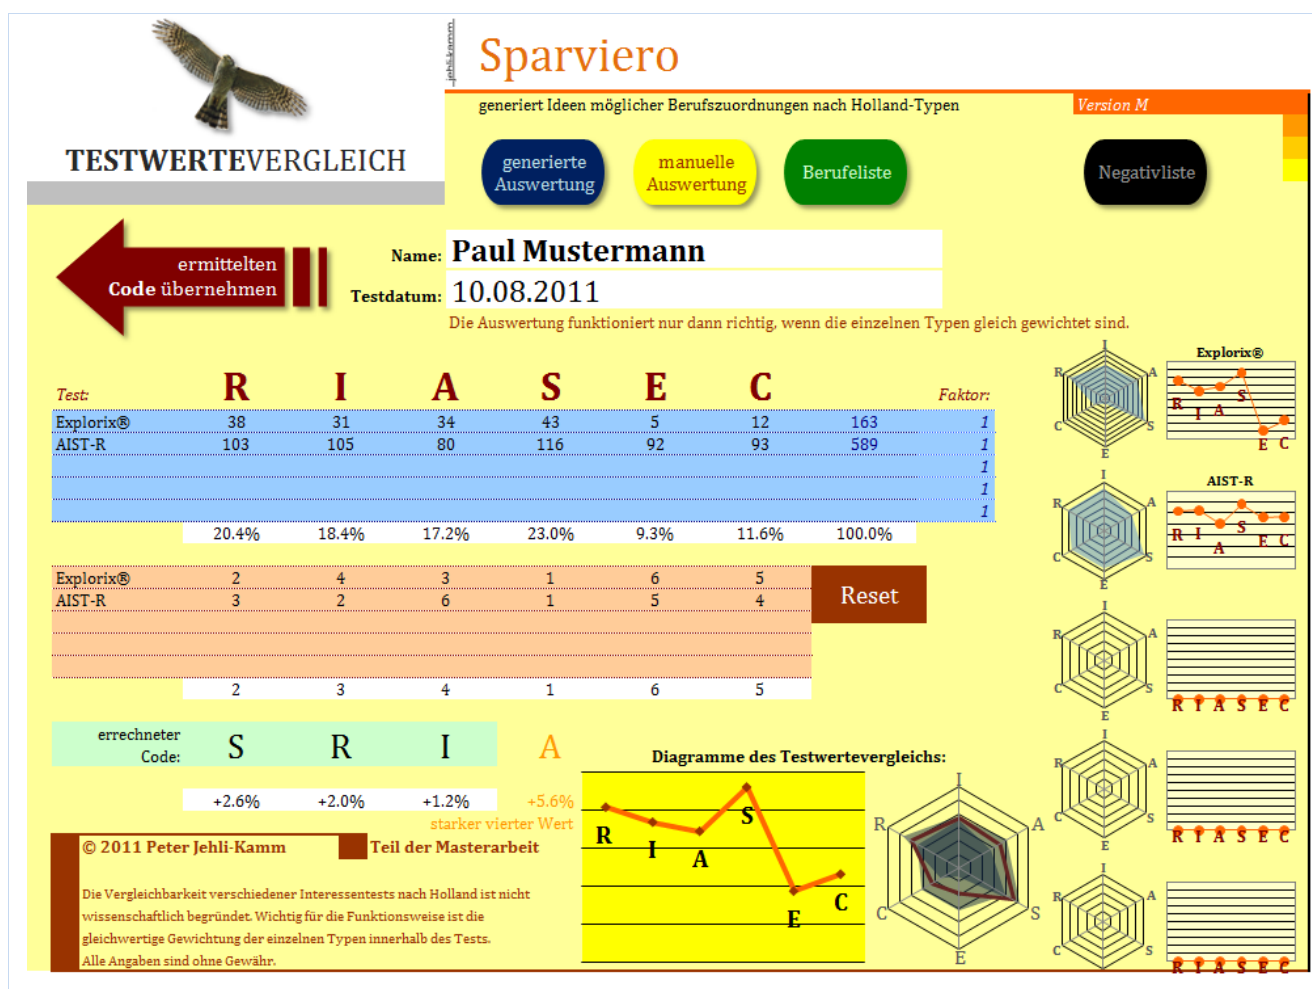 jehli-kamm
Sparviero
generiert Ideen möglicher Berufszuordnungen nach Holland-Typen
Version M
TESTWERTEVERGLEICH
generierte
Auswertung
manuelle
Auswertung
Berufeliste
Negativliste
ermittelten
Code übernehmen
Name: Paul Mustermann
Testdatum: 10.08.2011
Die Auswertung funktioniert nur dann richtig, wenn die einzelnen Typen gleich gewichtet sind.
Test: R I A S E C Faktor:
Explorix® 38 31 34 43 5 12 163 1
AIST-R 103 105 80 116 92 93 589 1
1
1
1
20.4% 18.4% 17.2% 23.0% 9.3% 11.6% 100.0%
Explorix® 2 4 3 1 6 5
AIST-R 3 2 6 1 5 4
Reset
2 3 4 1 6 5
errechneter
Code: S R I A
+2.6% +2.0% +1.2% +5.6%
starker vierter Wert
© 2011 Peter Jehli-Kamm Teil der Masterarbeit
Die Vergleichbarkeit verschiedener Interessentests nach Holland ist nicht
wissenschaftlich begründet. Wichtig für die Funktionsweise ist die
gleichwertige Gewichtung der einzelnen Typen innerhalb des Tests.
Alle Angaben sind ohne Gewähr.
Diagramme des Testwertevergleichs:
R I A S E C
I
R A
C S
E
I
R A
C S
E
Explorix®
R I A S E C
I
R A
C S
E
AIST-R
R I A S E C
I
R A
C S
E
R I A S E C
I
R A
C S
E
R I A S E C
I
R A
C S
R I A S E C